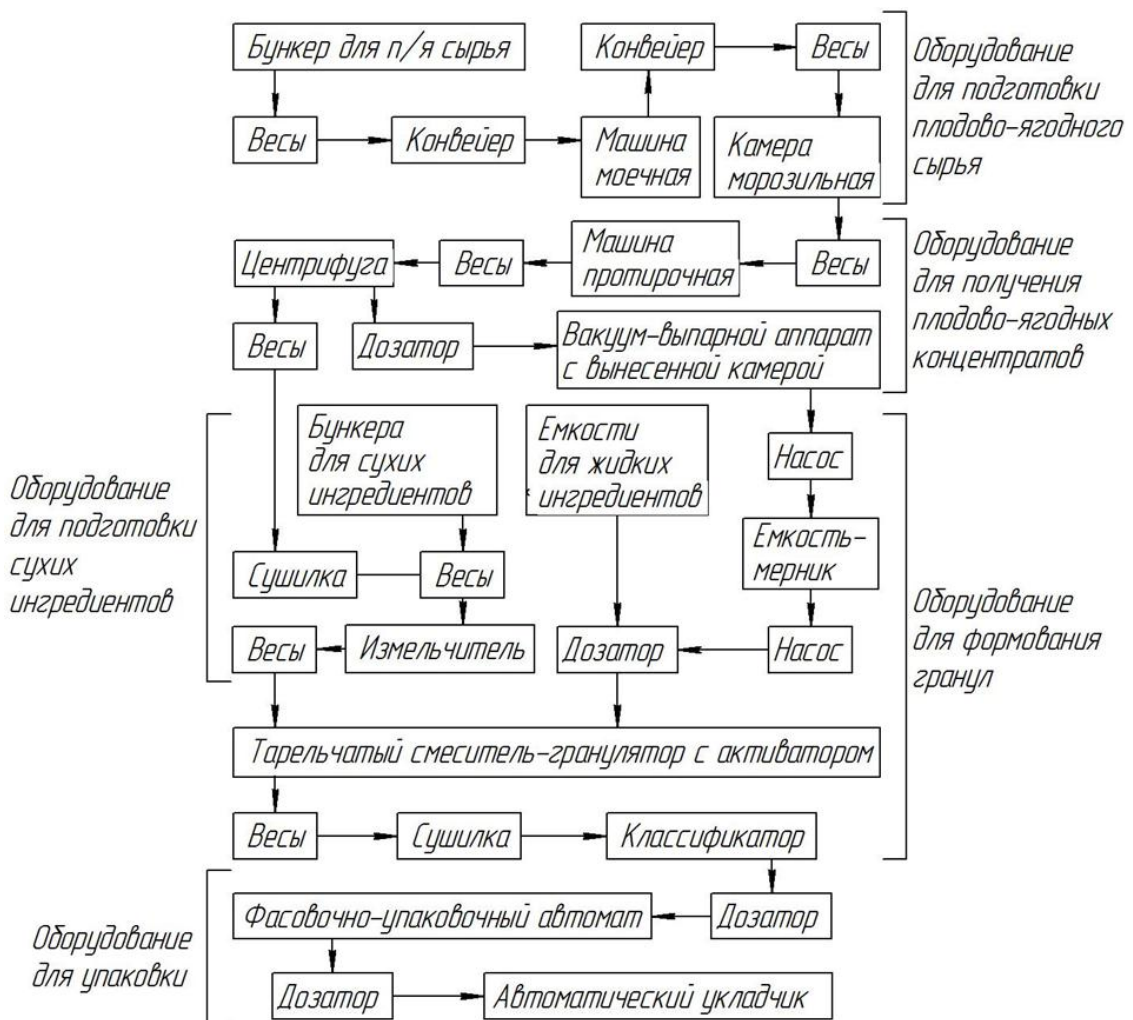 Бункер для п/я сырья
Конвейер
Весы
Оборудование
для подготовки
плодово-ягодного
сырья
Весы
Конвейер
Машина
моечная
Камера
морозильная
Центрифуга
Весы
Машина
протирочная
Весы
Оборудование
для получения
плодово-ягодных
концентратов
Весы
Дозатор
Вакуум-выпарной аппарат
с вынесенной камерой
Бункера
для сухих
ингредиентов
Емкости
для жидких
ингредиентов
Насос
Оборудование
для подготовки
сухих
ингредиентов
Емкость-
мерник
Сушилка
Весы
Оборудование
для формования
гранул
Весы
Измельчитель
Дозатор
Насос
Тарельчатый смеситель-гранулятор с активатором
Весы
Сушилка
Классификатор
Оборудование
для упаковки
Фасовочно-упаковочный автомат
Дозатор
Дозатор
Автоматический укладчик